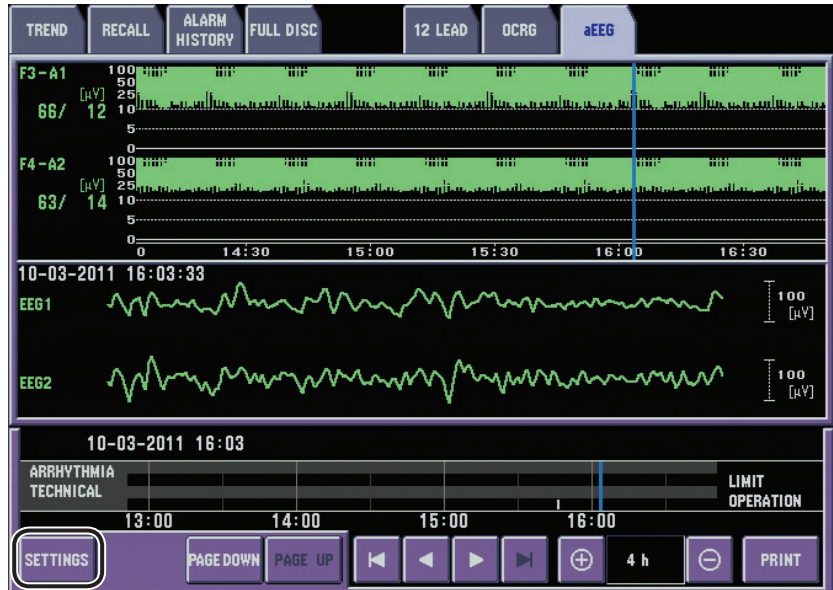 TREND RECALL ALARM HISTORY FULL DISC 12 LEAD OCRG aEEG
F3-A1
[µV]
66/ 12
100
50
25
10
5
0
F4-A2
[µV]
63/ 14
100
50
25
10
5
0
0 14:30 15:00 15:30 16:00 16:30
10-03-2011 16:03:33
EEG1
100
[µV]
EEG2
100
[µV]
10-03-2011 16:03
ARRHYTHMIA
TECHNICAL
LIMIT
OPERATION
13:00 14:00 15:00 16:00
SETTINGS PAGE DOWN PAGE UP 4 h PRINT